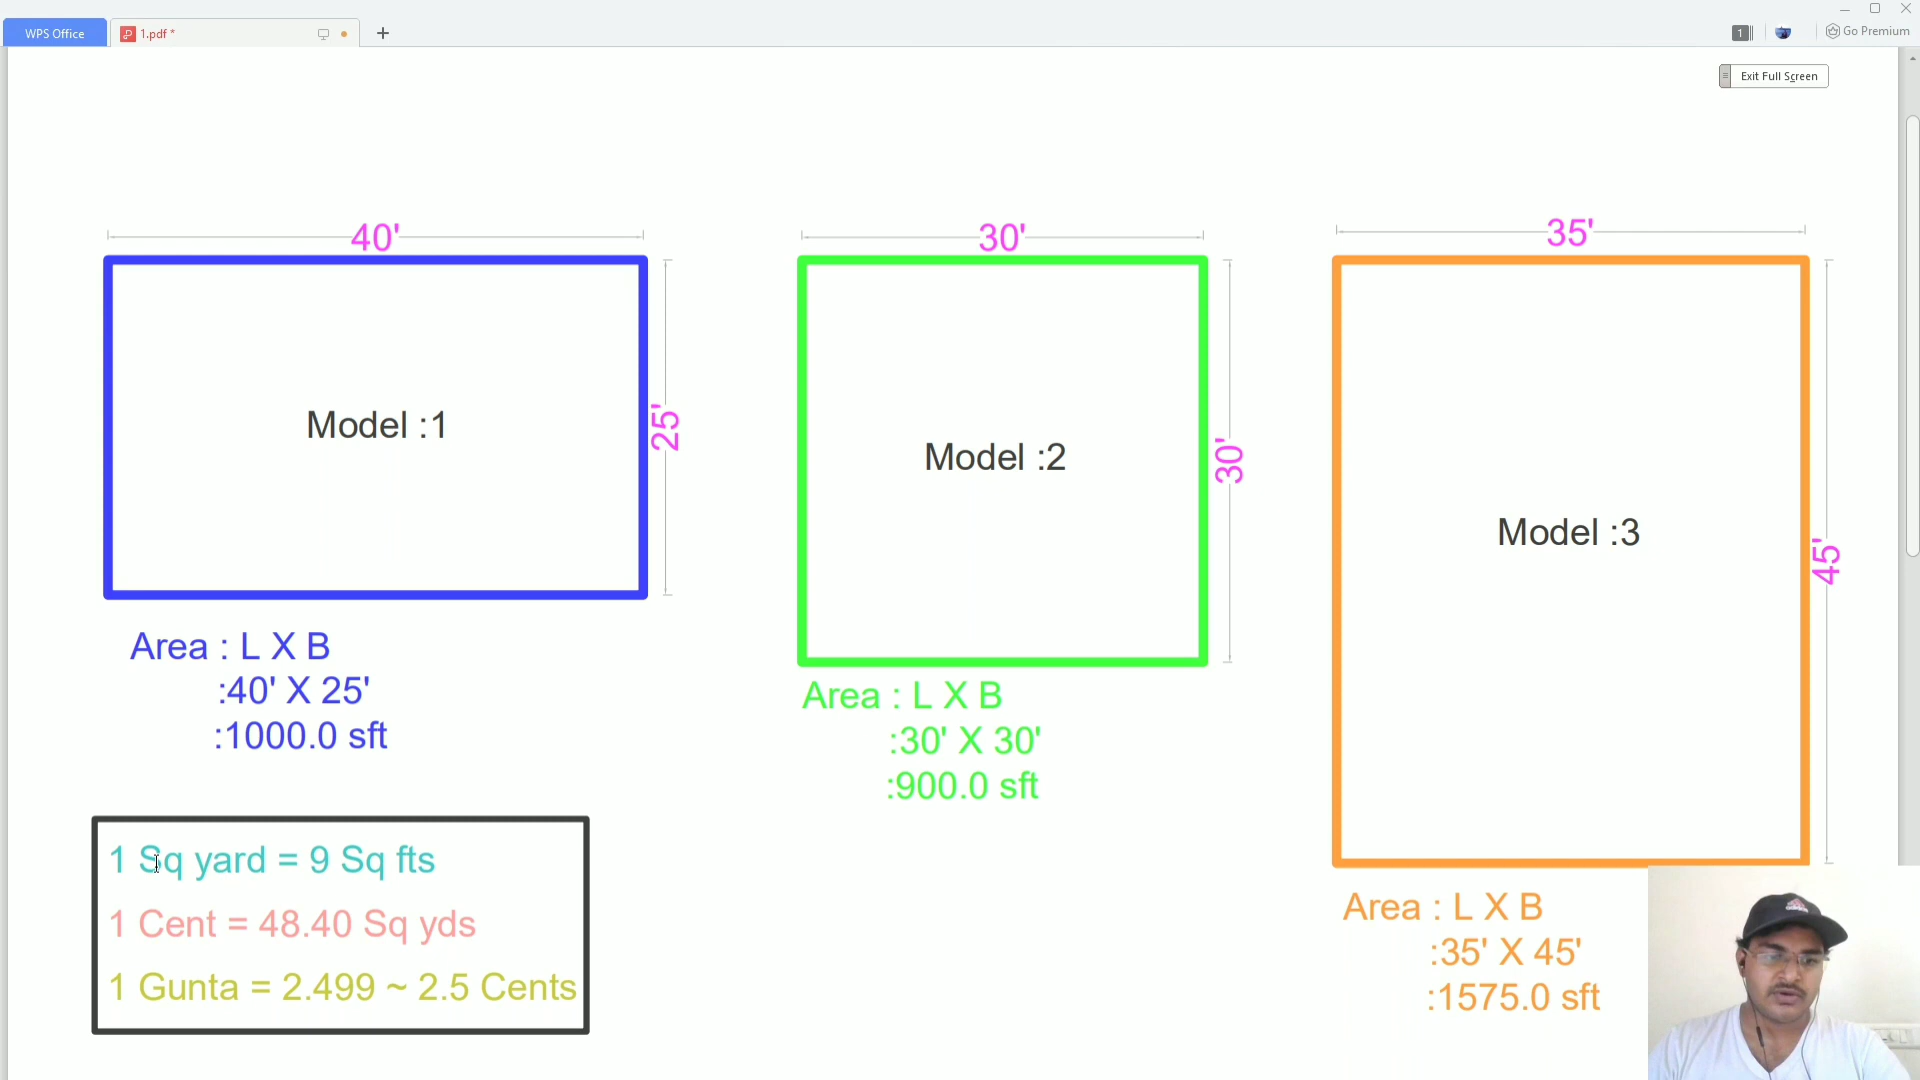 WPS Office
1.pdf *
+
1
Go Premium
Exit Full Screen
40'
30'
35'
Model :1
25'
Model :2
30'
Model :3
45'
Area : L X B
:40' X 25'
:1000.0 sft
Area : L X B
:30' X 30'
:900.0 sft
1 Sq yard = 9 Sq fts
1 Cent = 48.40 Sq yds
1 Gunta = 2.499 ~ 2.5 Cents
Area : L X B
:35' X 45'
:1575.0 sft